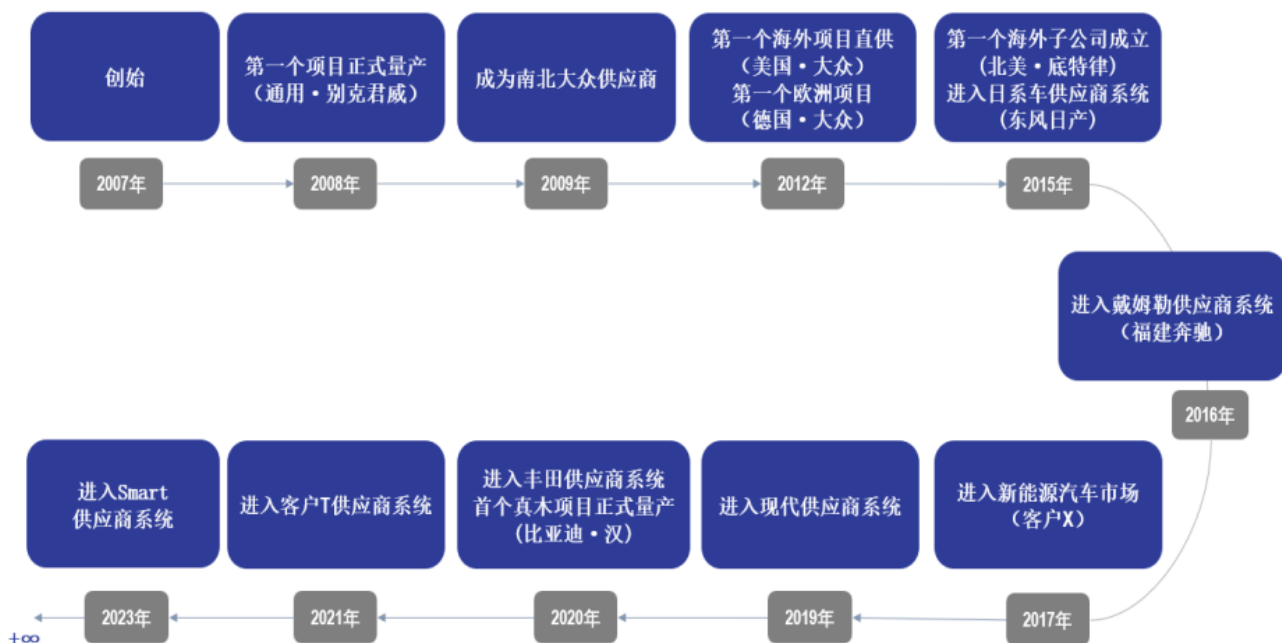 创始
第一个项目正式量产
（通用·别克君威）
成为南北大众供应商
第一个海外项目直供
（美国·大众）
第一个欧洲项目
（德国·大众）
第一个海外子公司成立
(北美·底特律)
进入日系车供应商系统
(东风日产)
2007年
2008年
2009年
2012年
2015年
进入戴姆勒供应商系统
（福建奔驰）
2016年
进入Smart
供应商系统
进入客户T供应商系统
进入丰田供应商系统
首个真木项目正式量产
(比亚迪·汉)
进入现代供应商系统
进入新能源汽车市场
（客户X）
2023年
2021年
2020年
2019年
2017年